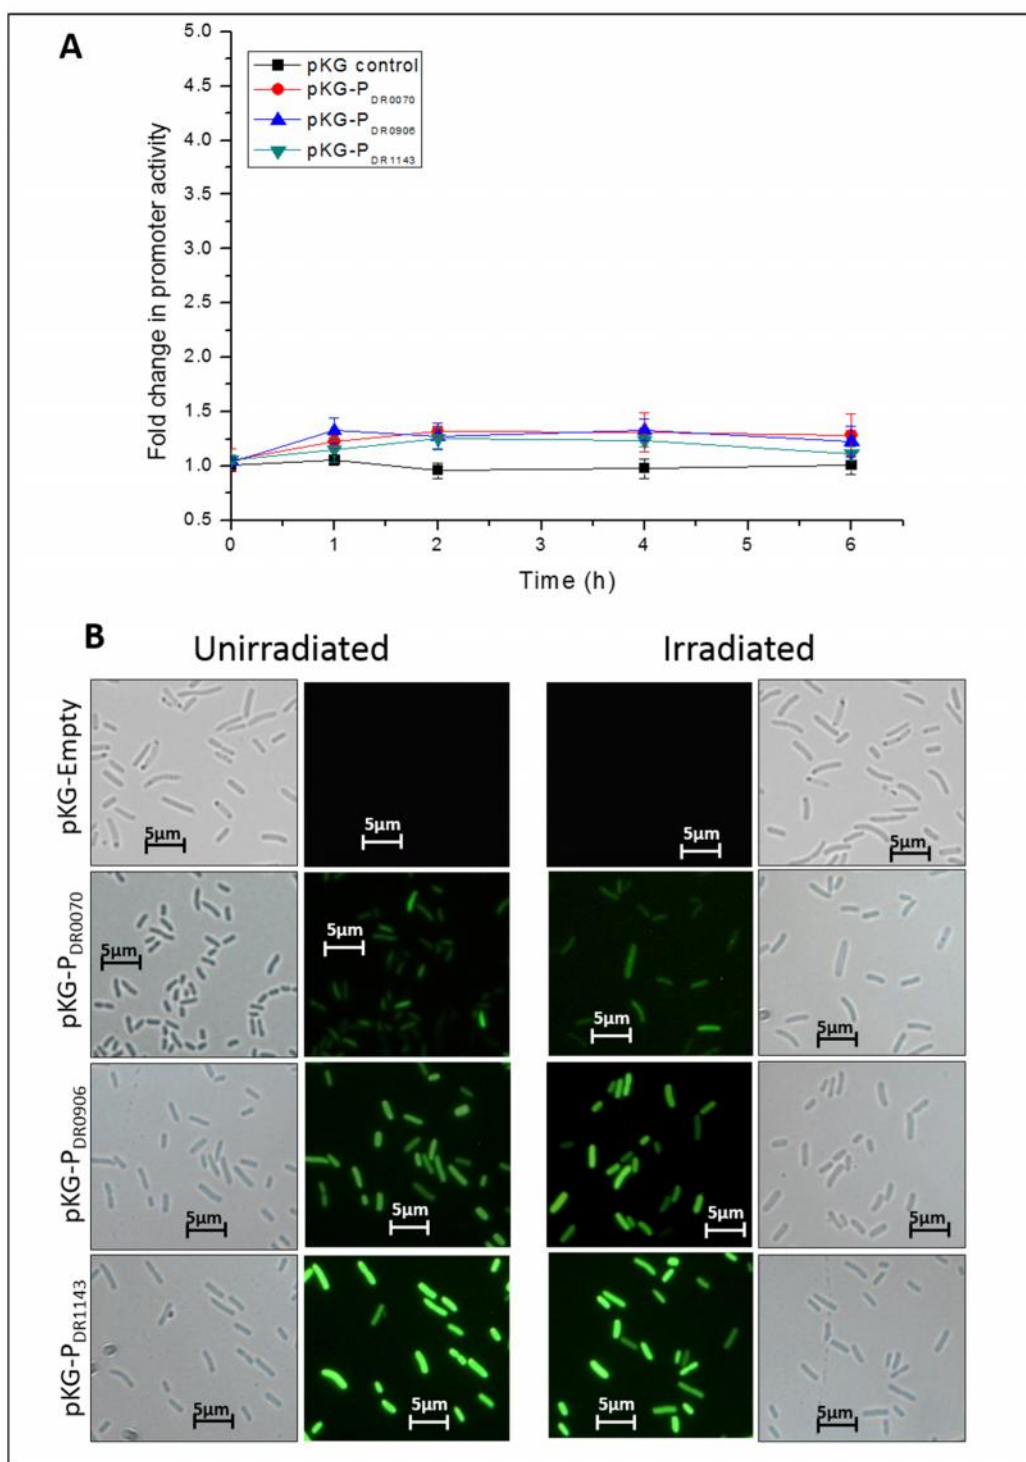 A
5.0
4.5
4.0
3.5
3.0
2.5
2.0
1.5
1.0
0.5
Fold change in promoter activity
pKG control
pKG-P DR0070
pKG-P DR0906
pKG-P DR1143
0 1 2 3 4 5 6
Time (h)
B
Unirradiated Irradiated
pKG-Empty
5µm 5µm 5µm 5µm
pKG-PDR0070
5µm 5µm 5µm 5µm
pKG-PDR0906
5µm 5µm 5µm 5µm
pKG-PDR1143
5µm 5µm 5µm 5µm